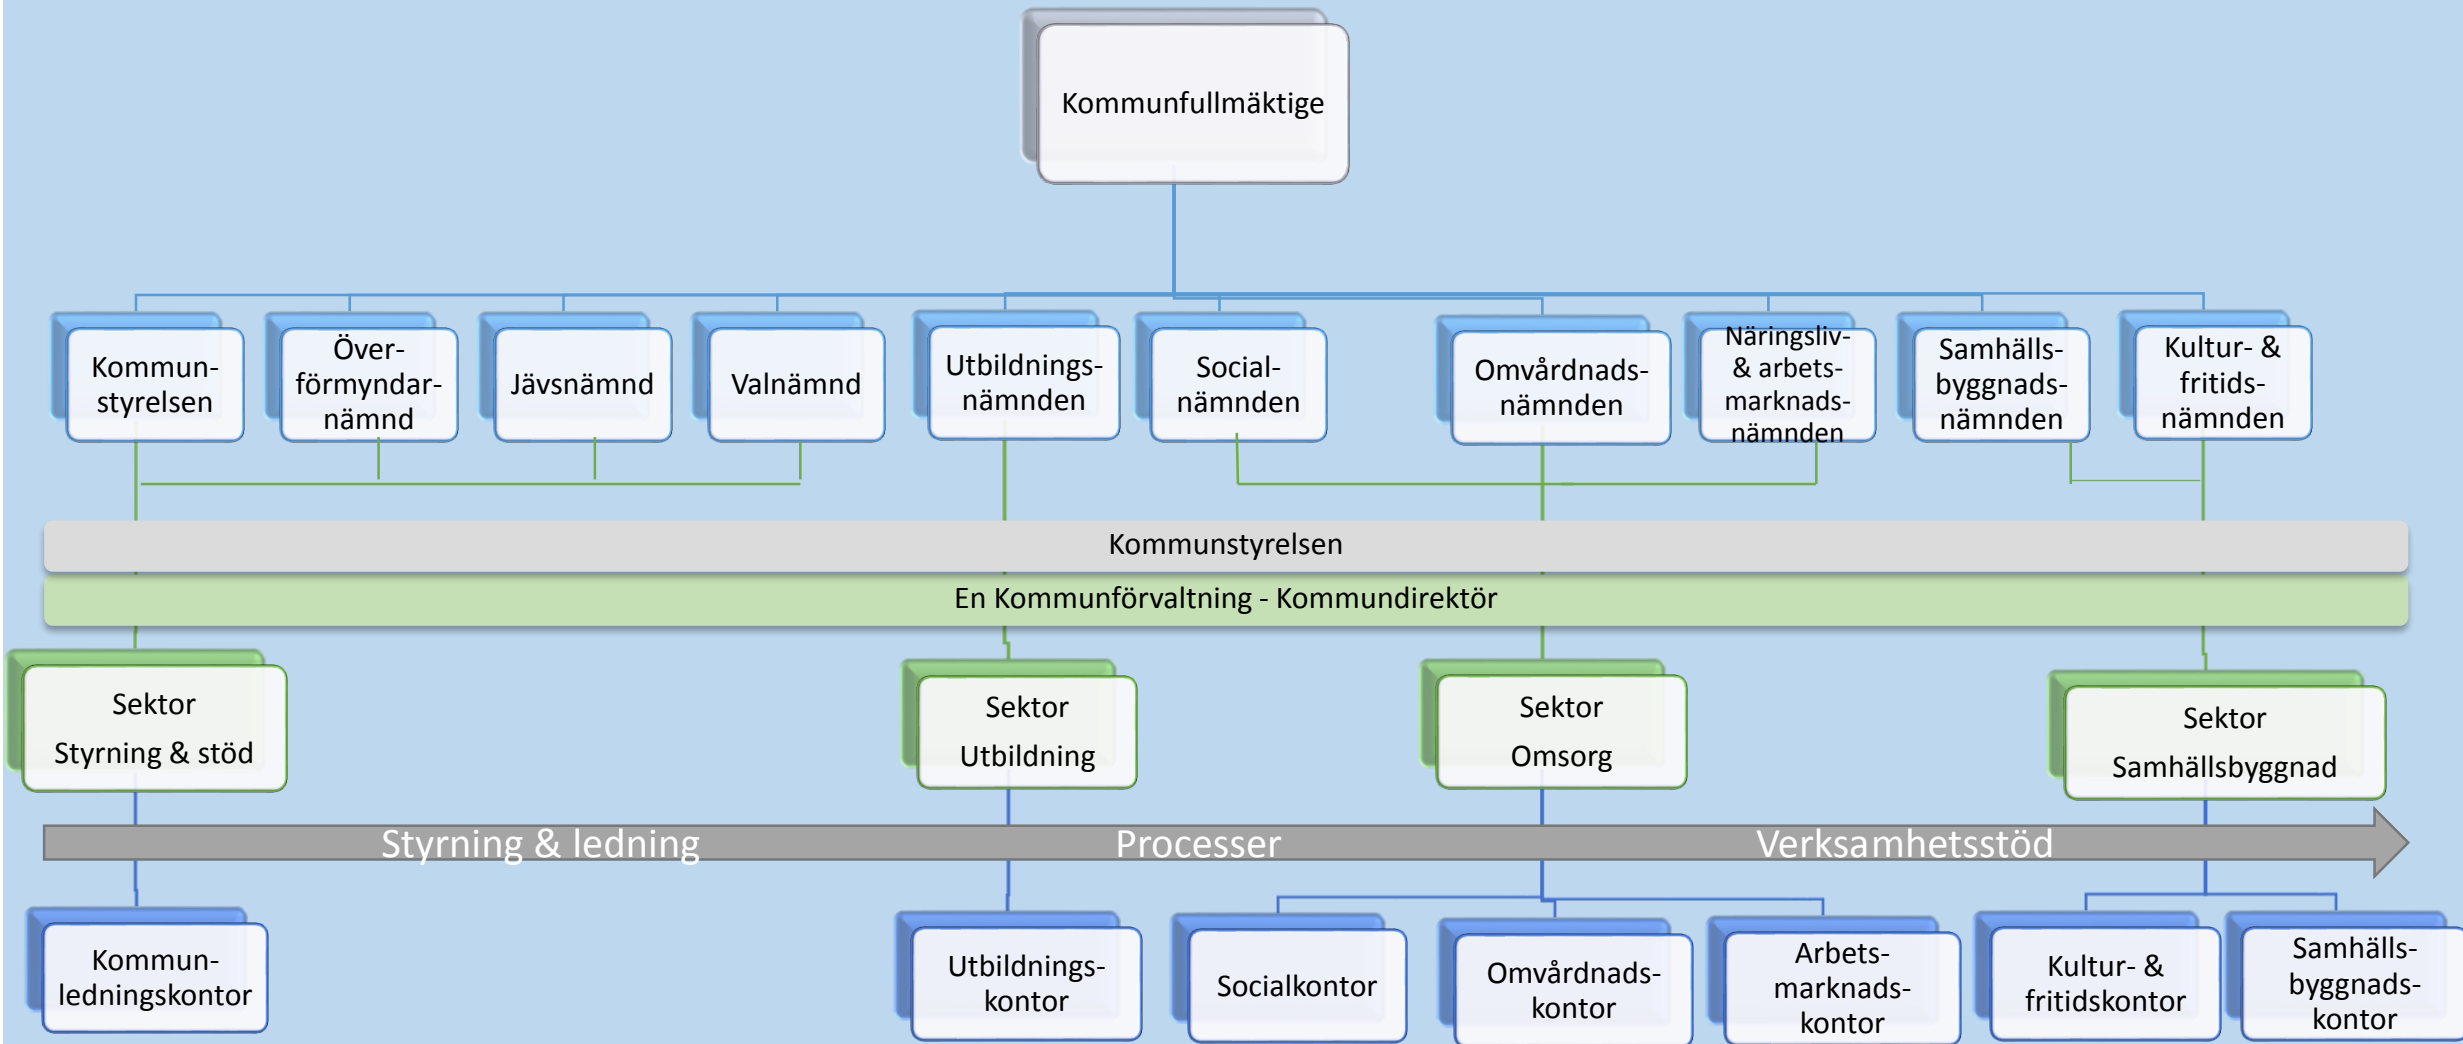 Kommunfullmäktige
Kommun-
styrelsen
Över-
förmyndar-
nämnd
Jävsnämnd
Valnämnd
Utbildnings-
nämnden
Social-
nämnden
Omvårdnads-
nämnden
Näringsliv-
& arbets-
marknads-
nämnden
Samhälls-
byggnads-
nämnden
Kultur- &
fritids-
nämnden
Kommunstyrelsen
En Kommunförvaltning - Kommundirektör
Sektor
Styrning & stöd
Sektor
Utbildning
Sektor
Omsorg
Sektor
Samhällsbyggnad
Styrning & ledning
Processer
Verksamhetsstöd
Kommun-
ledningskontor
Utbildnings-
kontor
Socialkontor
Omvårdnads-
kontor
Arbets-
marknads-
kontor
Kultur- &
fritidskontor
Samhälls-
byggnads-
kontor